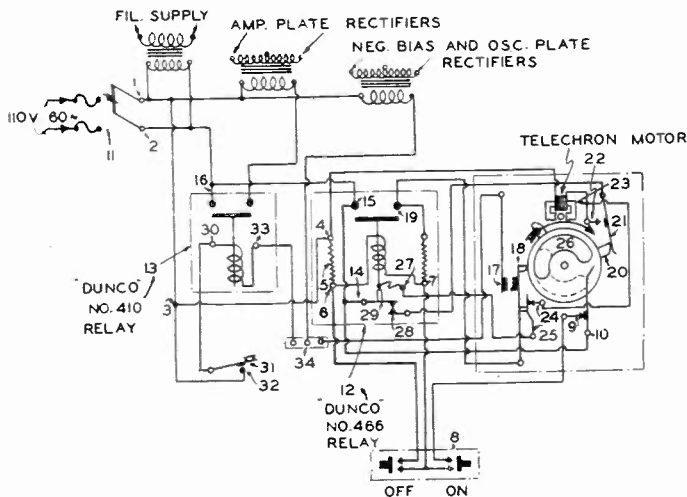 FIL. SUPPLY
AMP. PLATE RECTIFIERS
NEG. BIAS AND OSC. PLATE
RECTIFIERS
110V 60~
1
11
2
TELECHRON MOTOR
22
23
16
15
19
21
30
33
4
26
20
13
17
18
5
14
27
7
"DUNCO"
NO. 410
RELAY
3
6
29
28
24
9
10
25
34
31
32
12
"DUNCO"
NO. 466
RELAY
8
OFF ON